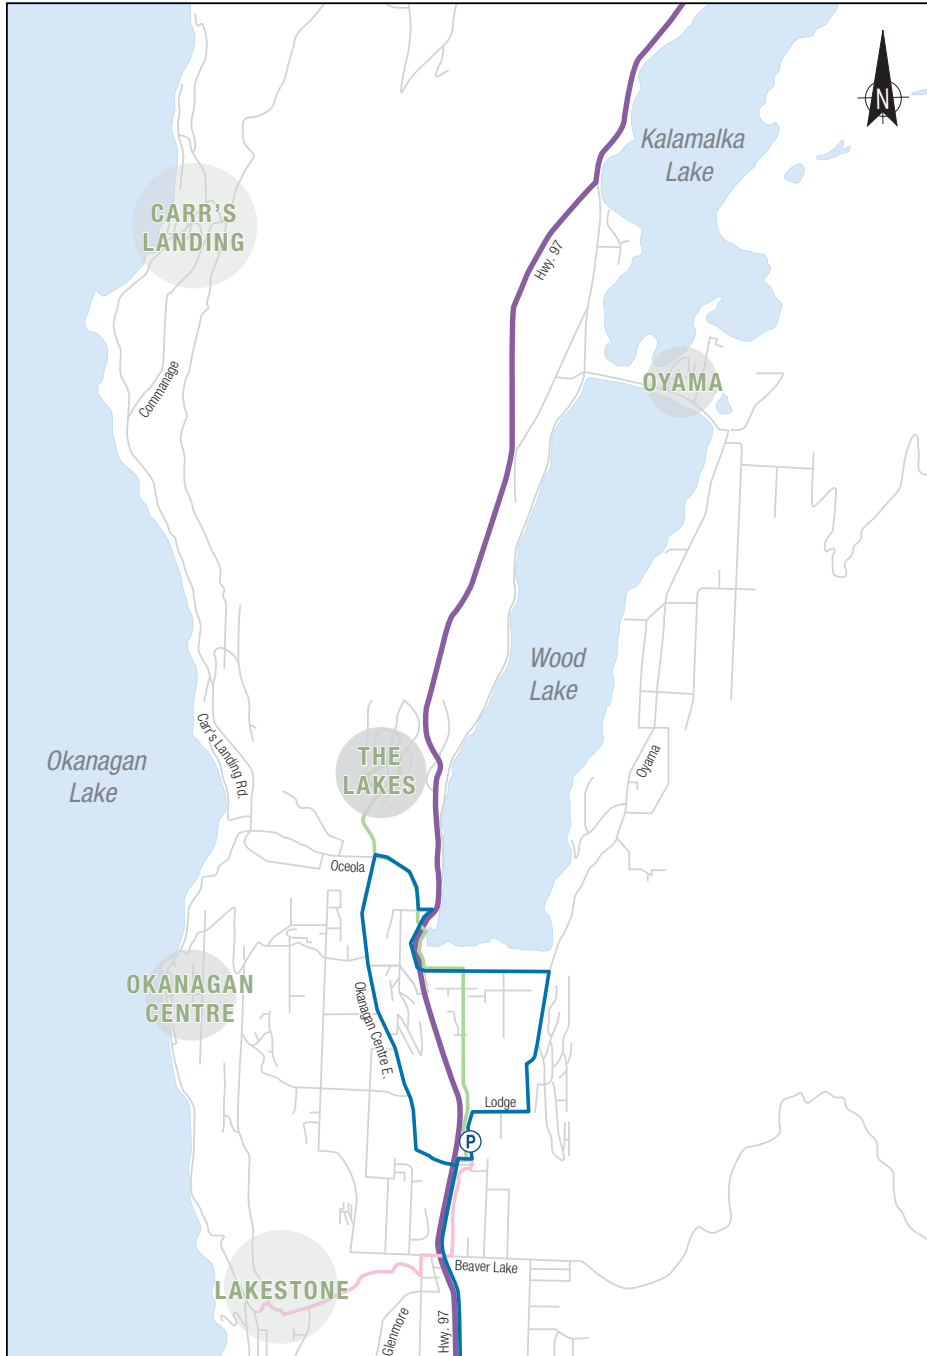 N
Kalamalka
Lake
CARR'S
LANDING
Hwy. 97
OYAMA
Commanage
Wood
Lake
Carr's Landing Rd.
Okanagan
Lake
THE
LAKES
Oyama
Oceola
OKANAGAN
CENTRE
Okanagan Centre E.
Lodge
P
Beaver Lake
LAKESTONE
Glenmore
Hwy. 97